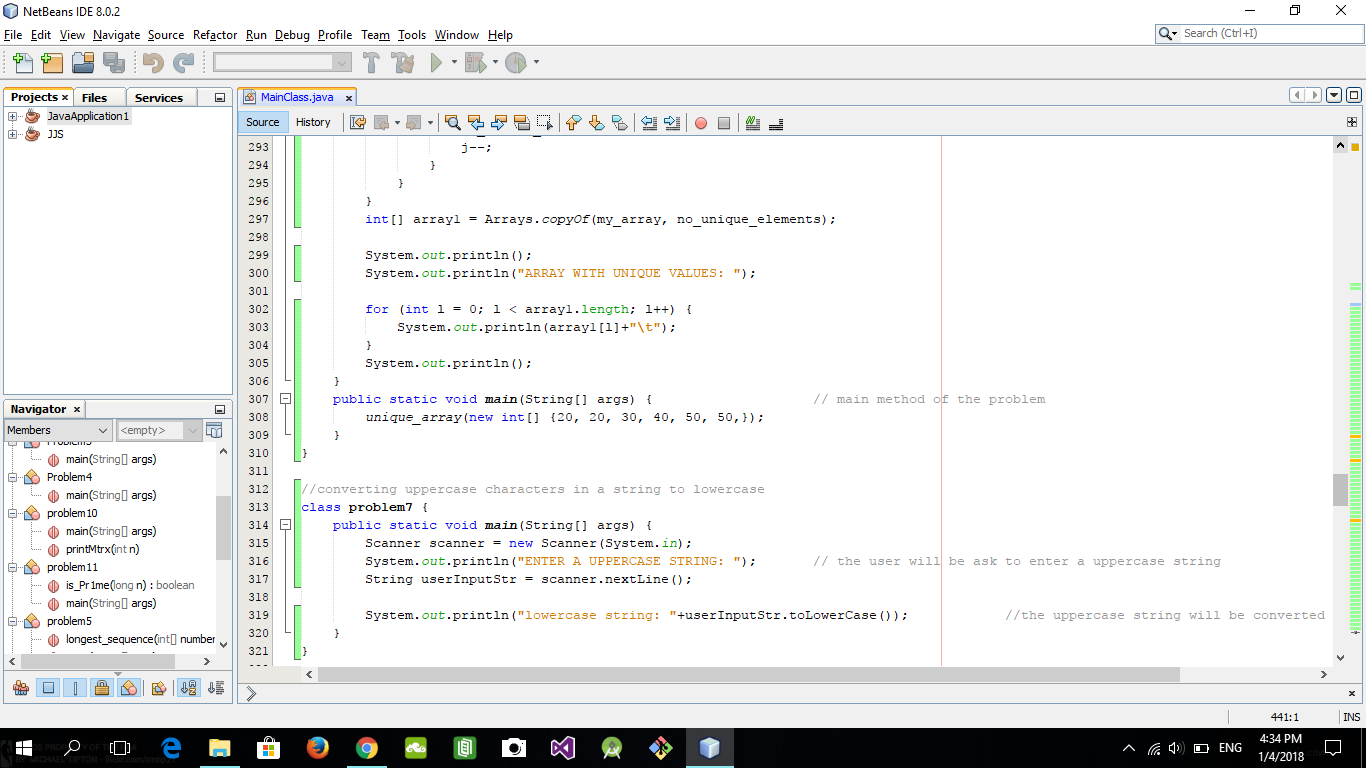 NetBeans IDE 8.0.2
File Edit View Navigate Source Refactor Run Debug Profile Team Tools Window Help
Search (Ctrl+I)
Projects Files Services
JavaApplication1
JJS
MainClass.java
Source History
293 j--;
294 }
295 }
296 }
297 int[] array1 = Arrays.copyOf(my_array, no_unique_elements);
298
299 System.out.println();
300 System.out.println("ARRAY WITH UNIQUE VALUES: ");
301
302 for (int l = 0; l < array1.length; l++) {
303 System.out.println(array1[l]+"\t");
304 }
305 System.out.println();
306 }
307 public static void main(String[] args) { // main method of the problem
308 unique_array(new int[] {20, 20, 30, 40, 50, 50,});
309 }
310 }
311
312 //converting uppercase characters in a string to lowercase
313 class problem7 {
314 public static void main(String[] args) {
315 Scanner scanner = new Scanner(System.in);
316 System.out.println("ENTER A UPPERCASE STRING: "); // the user will be ask to enter a uppercase string
317 String userInputStr = scanner.nextLine();
318
319 System.out.println("lowercase string: "+userInputStr.toLowerCase()); //the uppercase string will be converted
320 }
321 }
Navigator
Members <empty>
main(String[] args)
Problem4
main(String[] args)
problem10
main(String[] args)
printMtrx(int n)
problem11
is_Pr1me(long n) : boolean
main(String[] args)
problem5
longest_sequence(int[] number
441:1 INS
ENG
4:34 PM
1/4/2018